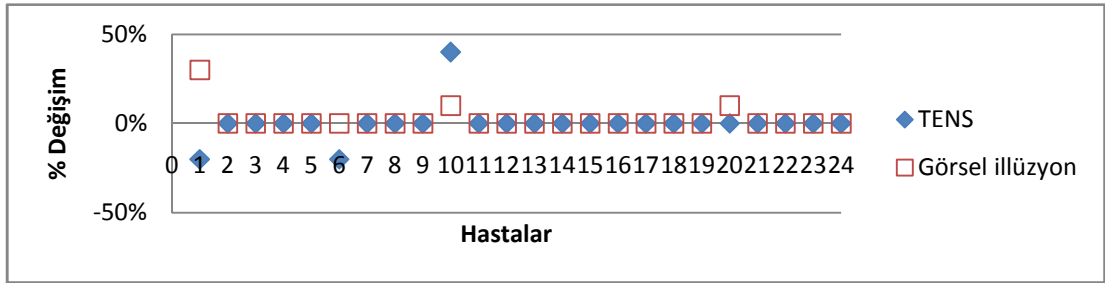 50%
0%
-50%
% Değişim
0 1 2 3 4 5 6 7 8 9 10 11 12 13 14 15 16 17 18 19 20 21 22 23 24
Hastalar
TENS
Görsel illüzyon